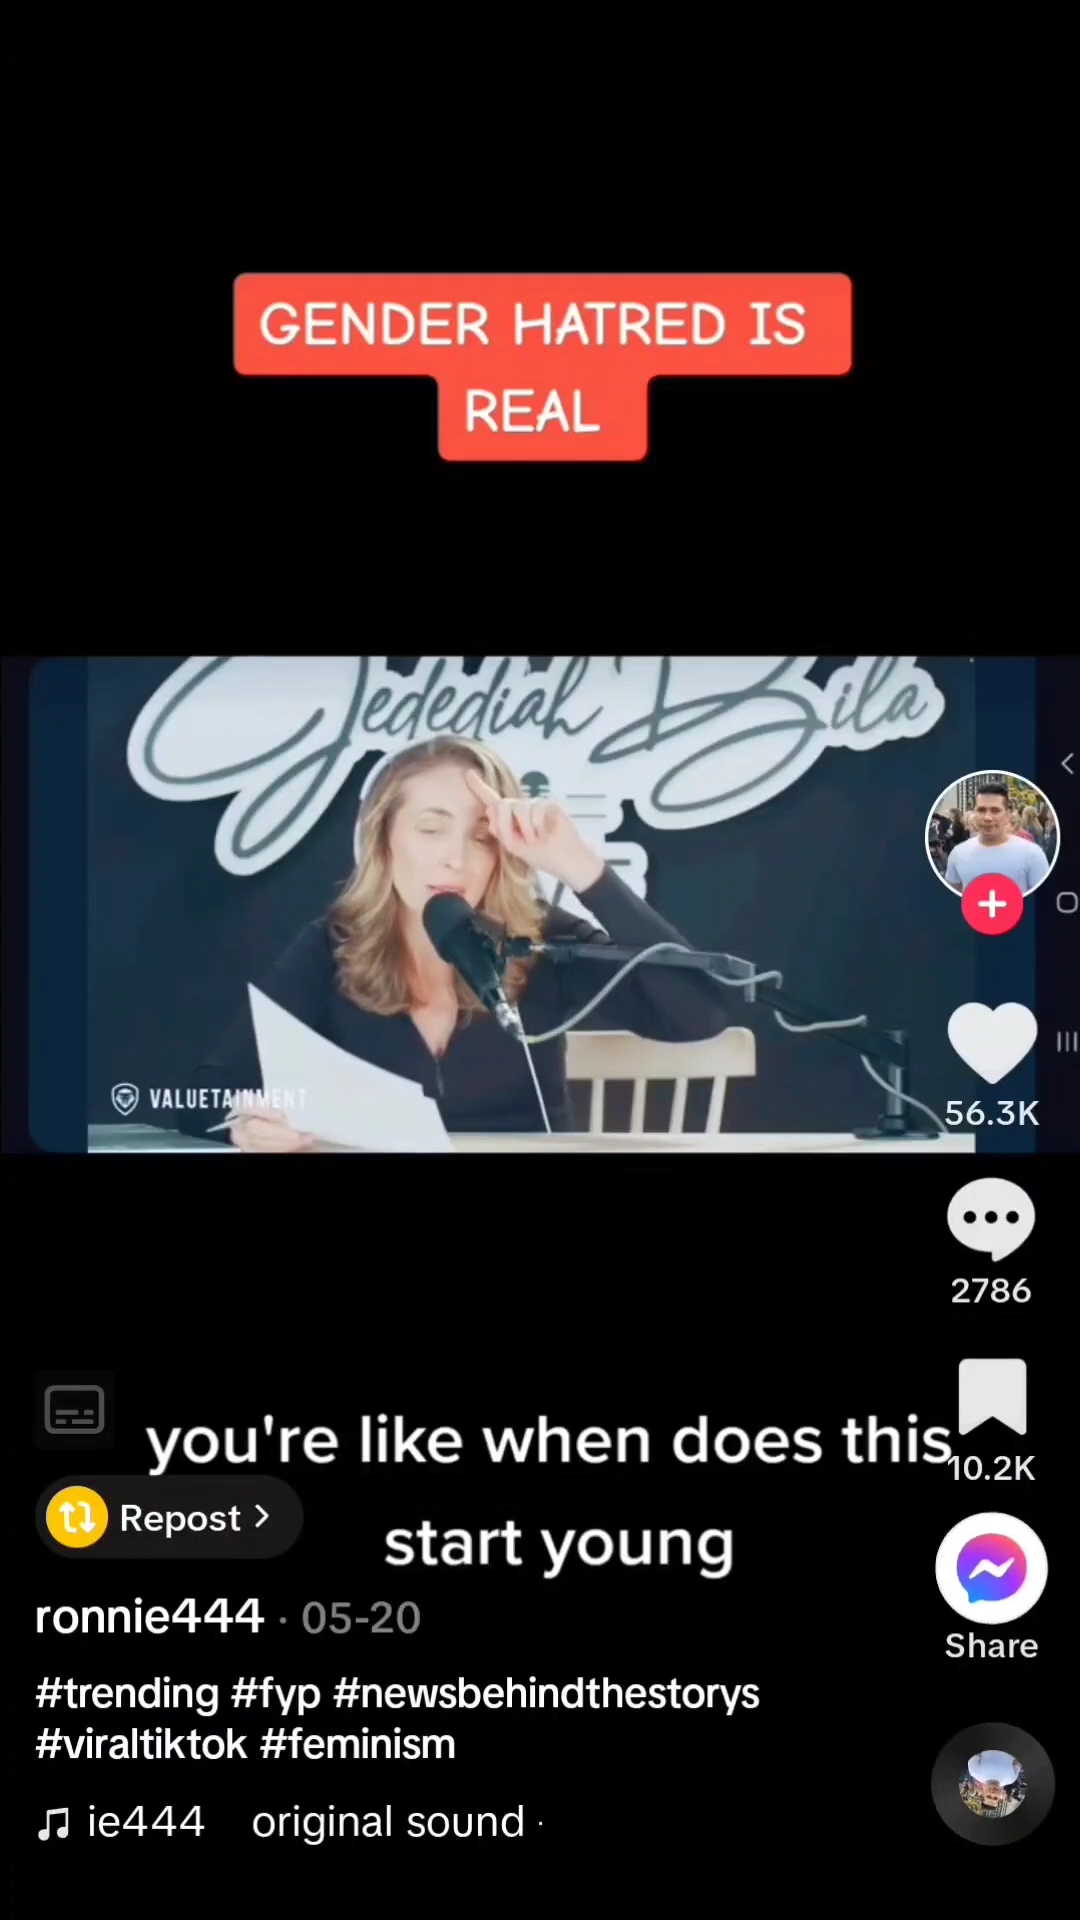 GENDER HATRED IS
REAL
Jedediah Bila
VALUETAINMENT
56.3K
2786
10.2K
you're like when does this
start young
Repost >
ronnie444 · 05-20
Share
#trending #fyp #newsbehindthestorys
#viraltiktok #feminism
ie444 original sound ·